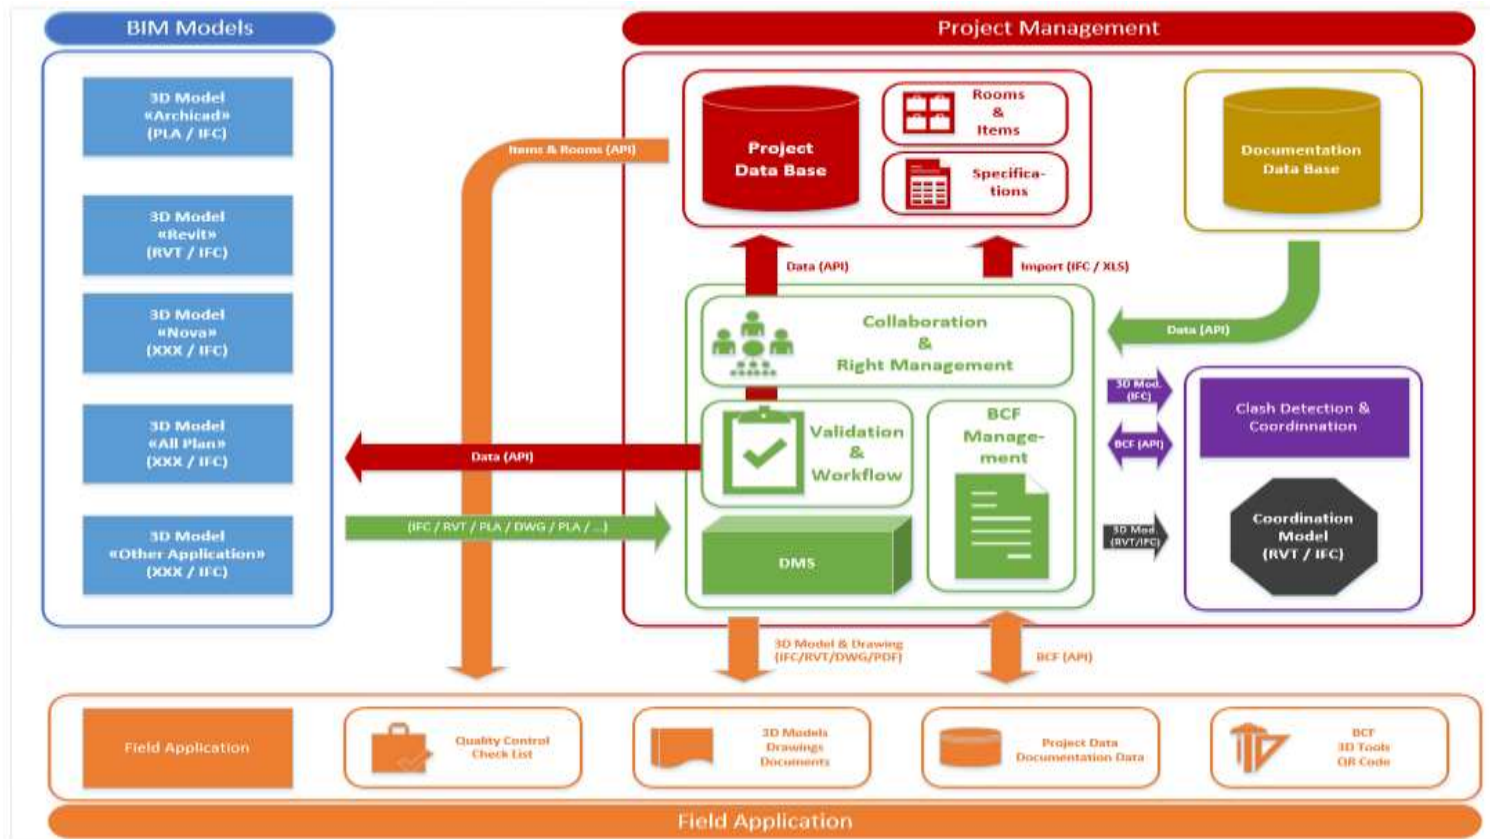 BIM Models
3D Model
«Archicad»
(PLA / IFC)
3D Model
«Revit»
(RVT / IFC)
3D Model
«Nova»
(XXX / IFC)
3D Model
«All Plan»
(XXX / IFC)
3D Model
«Other Application»
(XXX / IFC)
Items & Rooms (API)
Data (API)
(IFC / RVT / PLA / DWG / PLA / ...)
Project Management
Project
Data Base
Rooms
&
Items
Specifica-
tions
Documentation
Data Base
Data (API)
Import (IFC / XLS)
Data (API)
Collaboration
&
Right Management
Validation
&
Workflow
BCF
Manage-
ment
DMS
3D Mod.
(IFC)
BCF (API)
3D Mod.
(RVT/IFC)
Clash Detection &
Coordinnation
Coordination
Model
(RVT / IFC)
3D Model & Drawing
(IFC/RVT/DWG/PDF)
BCF (API)
Field Application
Quality Control
Check List
3D Models
Drawings
Documents
Project Data
Documentation Data
BCF
3D Tools
QR Code
Field Application